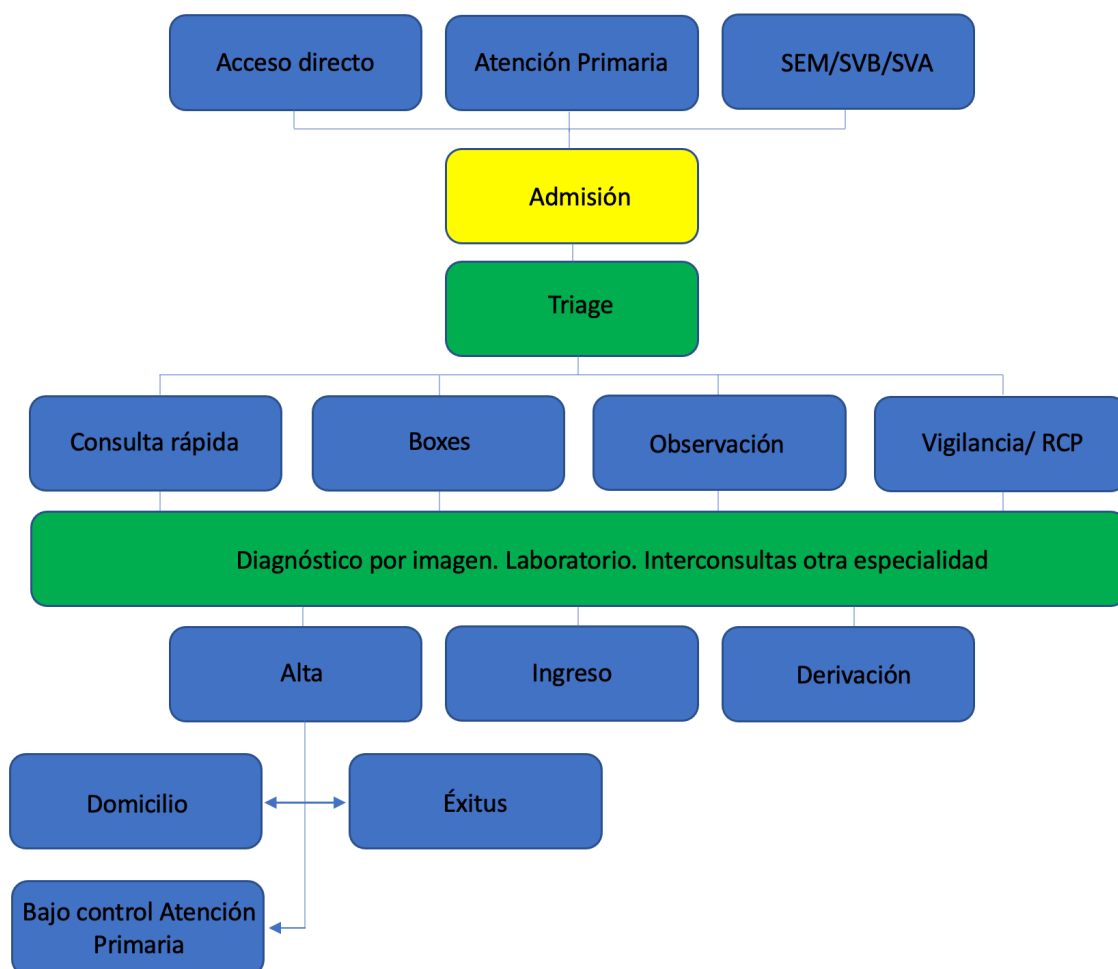 Acceso directo
Atención Primaria
SEM/SVB/SVA
Admisión
Triage
Consulta rápida
Boxes
Observación
Vigilancia/ RCP
Diagnóstico por imagen. Laboratorio. Interconsultas otra especialidad
Alta
Ingreso
Derivación
Domicilio
Éxitus
Bajo control Atención
Primaria